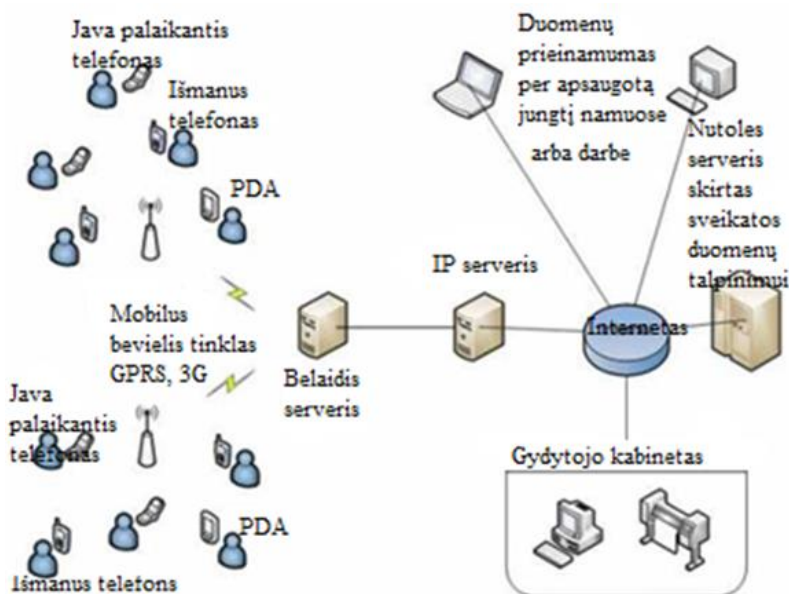 Java palaikantis
telefonas
Išmanus
telefonas
PDA
Mobilus
bevielis tinklas
GPRS, 3G
Java
palaikantis
telefonas
PDA
Išmanus telefons
Belaidis
serveris
IP serveris
Duomenų
prieinamumas
per apsaugotą
jungtį namuose
arba darbe
Nutoles
serveris
skirtas
sveikatos
duomenų
talpinimui
Internetas
Gydytojo kabinetas